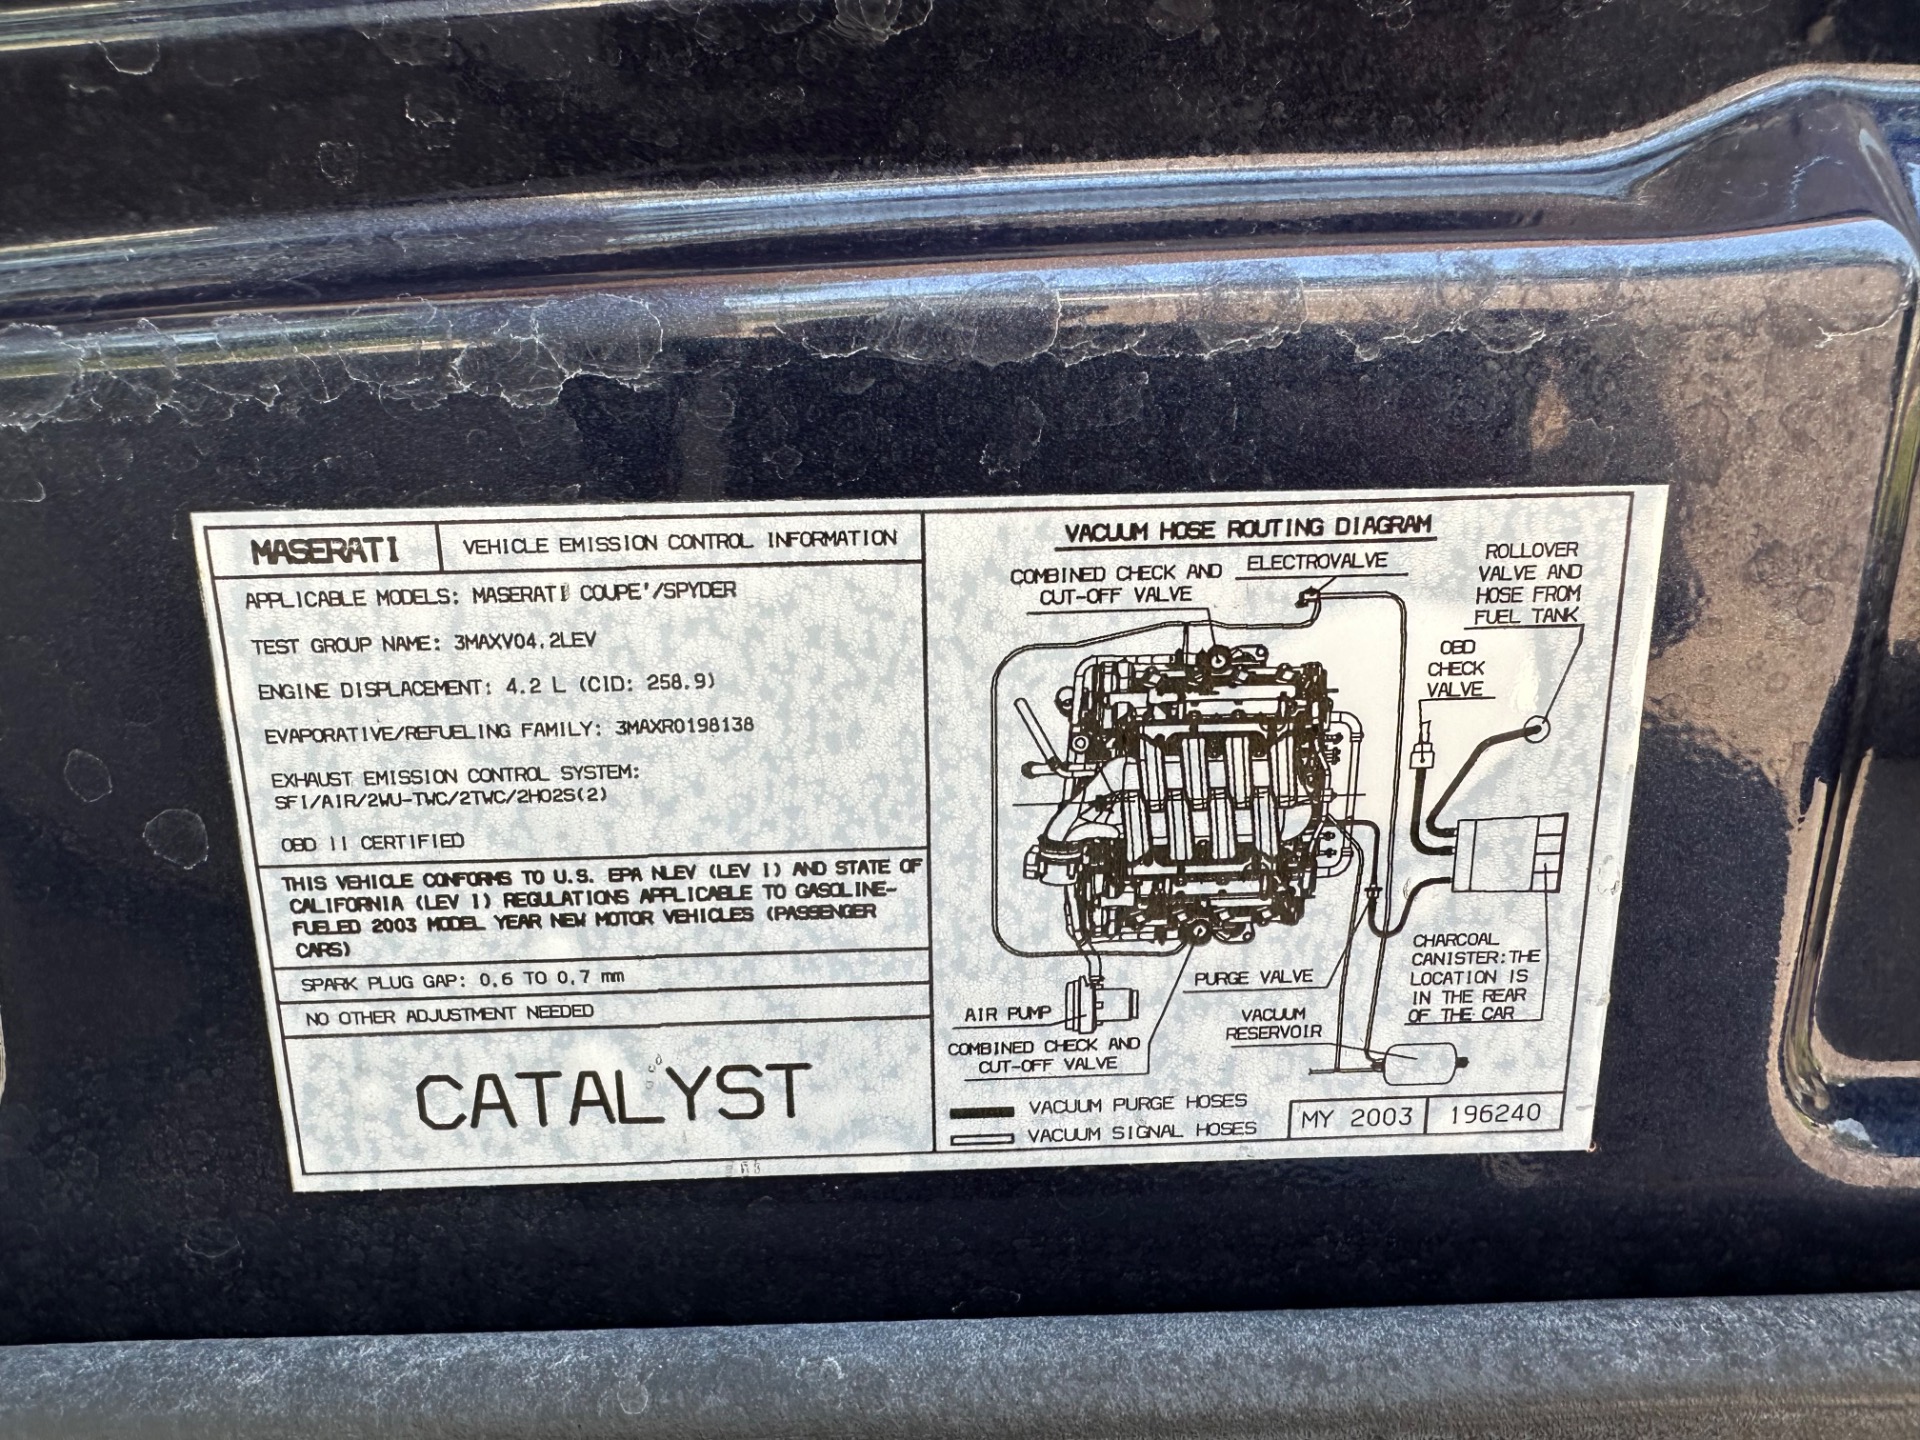 MASERATI
VEHICLE EMISSION CONTROL INFORMATION
APPLICABLE MODELS: MASERATI COUPE'/SPYDER
TEST GROUP NAME: 3MAXV04.2LEV
ENGINE DISPLACEMENT: 4.2 L (CID: 258.9)
EVAPORATIVE/REFUELING FAMILY: 3MAXR0198138
EXHAUST EMISSION CONTROL SYSTEM:
SFI/AIR/2WU-TWC/2TWC/2HO2S(2)
OBD II CERTIFIED
THIS VEHICLE CONFORMS TO U.S. EPA NLEV (LEV I) AND STATE OF
CALIFORNIA (LEV I) REGULATIONS APPLICABLE TO GASOLINE-
FUELED 2003 MODEL YEAR NEW MOTOR VEHICLES (PASSENGER
CARS)
SPARK PLUG GAP: 0.6 TO 0.7 mm
NO OTHER ADJUSTMENT NEEDED
CATALYST
VACUUM HOSE ROUTING DIAGRAM
COMBINED CHECK AND
CUT-OFF VALVE
ELECTROVALVE
ROLLOVER
VALVE AND
HOSE FROM
FUEL TANK
OBD
CHECK
VALVE
CHARCOAL
CANISTER: THE
LOCATION IS
IN THE REAR
OF THE CAR
PURGE VALVE
AIR PUMP
VACUUM
RESERVOIR
COMBINED CHECK AND
CUT-OFF VALVE
VACUUM PURGE HOSES
VACUUM SIGNAL HOSES
MY 2003
196240